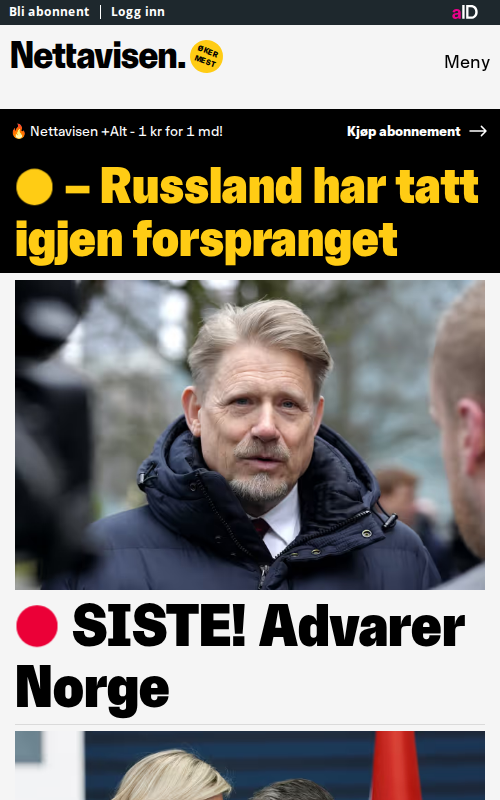 Bli abonnent | Logg inn
aID
Nettavisen.
ØKER
MEST
Meny
🔥 Nettavisen +Alt - 1 kr for 1 md!
Kjøp abonnement →
– Russland har tatt
igjen forspranget
SISTE! Advarer
Norge